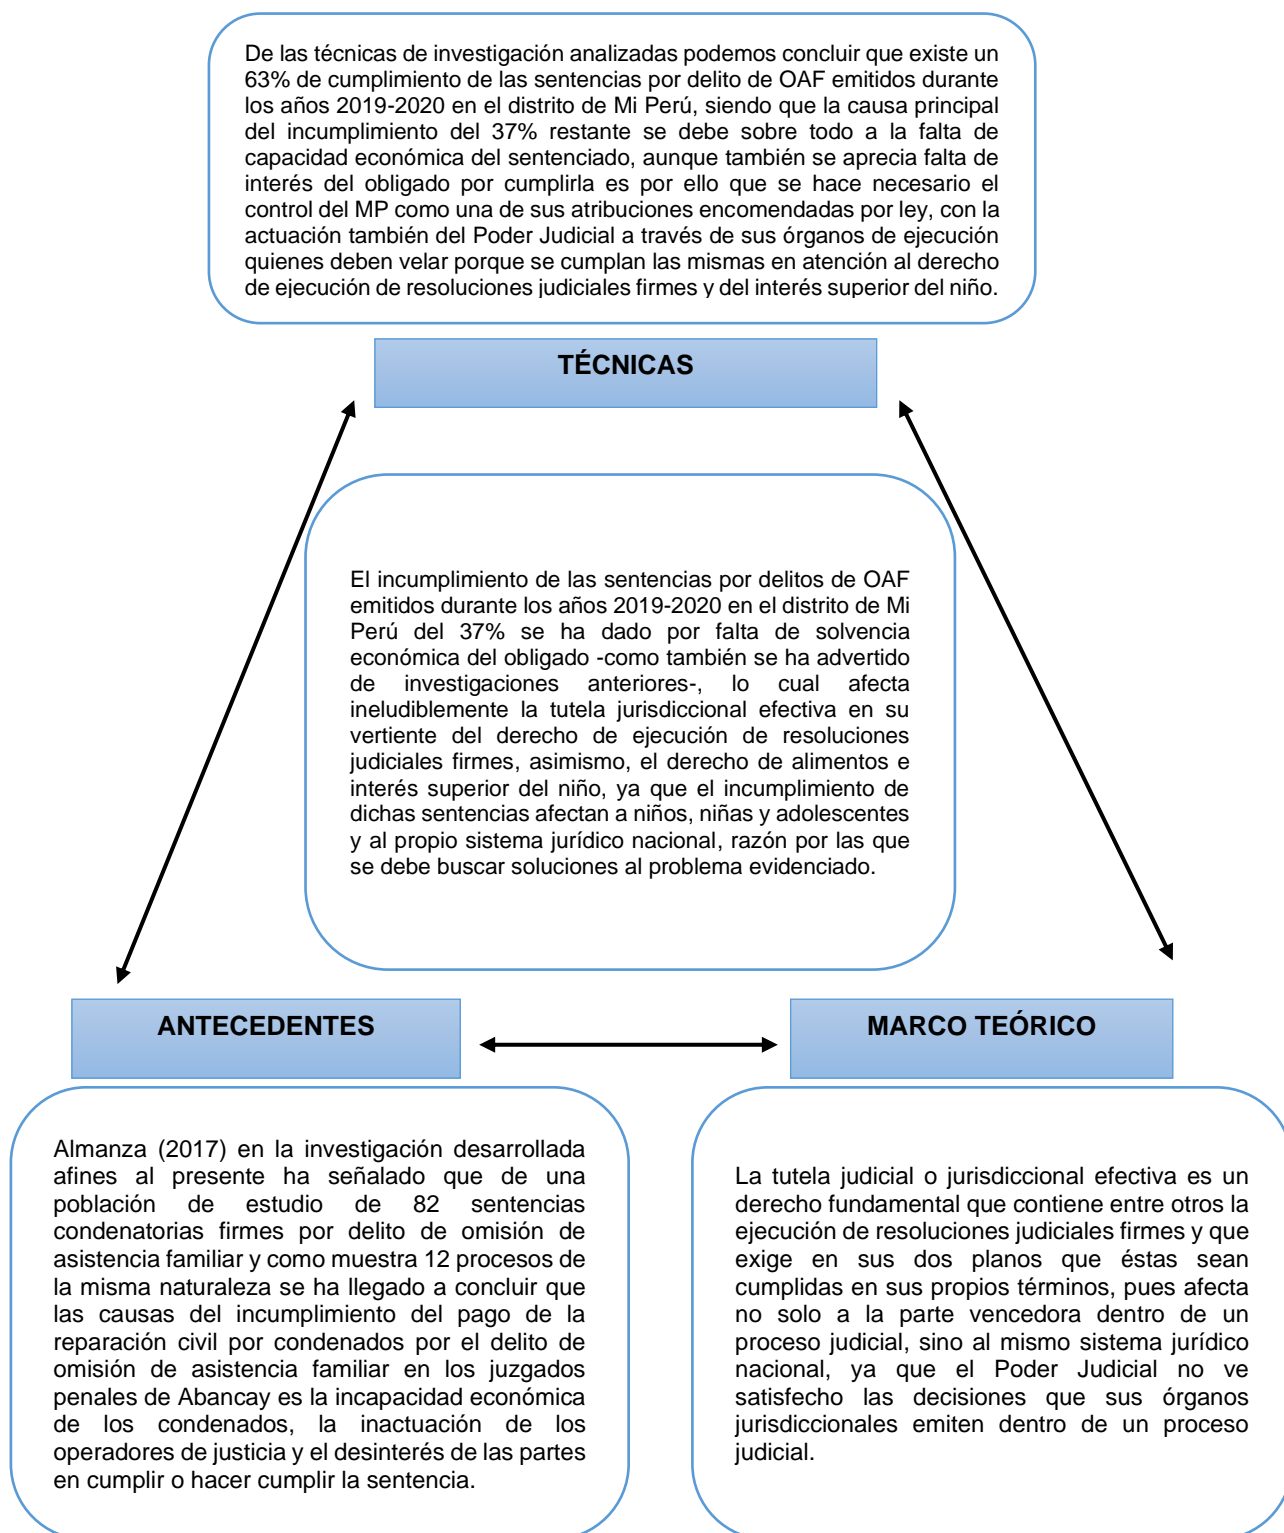 De las técnicas de investigación analizadas podemos concluir que existe un
63% de cumplimiento de las sentencias por delito de OAF emitidos durante
los años 2019-2020 en el distrito de Mi Perú, siendo que la causa principal
del incumplimiento del 37% restante se debe sobre todo a la falta de
capacidad económica del sentenciado, aunque también se aprecia falta de
interés del obligado por cumplirla es por ello que se hace necesario el
control del MP como una de sus atribuciones encomendadas por ley, con la
actuación también del Poder Judicial a través de sus órganos de ejecución
quienes deben velar porque se cumplan las mismas en atención al derecho
de ejecución de resoluciones judiciales firmes y del interés superior del niño.
TÉCNICAS
El incumplimiento de las sentencias por delitos de OAF
emitidos durante los años 2019-2020 en el distrito de Mi
Perú del 37% se ha dado por falta de solvencia
económica del obligado -como también se ha advertido
de investigaciones anteriores-, lo cual afecta
ineludiblemente la tutela jurisdiccional efectiva en su
vertiente del derecho de ejecución de resoluciones
judiciales firmes, asimismo, el derecho de alimentos e
interés superior del niño, ya que el incumplimiento de
dichas sentencias afectan a niños, niñas y adolescentes
y al propio sistema jurídico nacional, razón por las que
se debe buscar soluciones al problema evidenciado.
ANTECEDENTES
Almanza (2017) en la investigación desarrollada
afines al presente ha señalado que de una
población de estudio de 82 sentencias
condenatorias firmes por delito de omisión de
asistencia familiar y como muestra 12 procesos de
la misma naturaleza se ha llegado a concluir que
las causas del incumplimiento del pago de la
reparación civil por condenados por el delito de
omisión de asistencia familiar en los juzgados
penales de Abancay es la incapacidad económica
de los condenados, la inactuación de los
operadores de justicia y el desinterés de las partes
en cumplir o hacer cumplir la sentencia.
MARCO TEÓRICO
La tutela judicial o jurisdiccional efectiva es un
derecho fundamental que contiene entre otros la
ejecución de resoluciones judiciales firmes y que
exige en sus dos planos que éstas sean
cumplidas en sus propios términos, pues afecta
no solo a la parte vencedora dentro de un
proceso judicial, sino al mismo sistema jurídico
nacional, ya que el Poder Judicial no ve
satisfecho las decisiones que sus órganos
jurisdiccionales emiten dentro de un proceso
judicial.